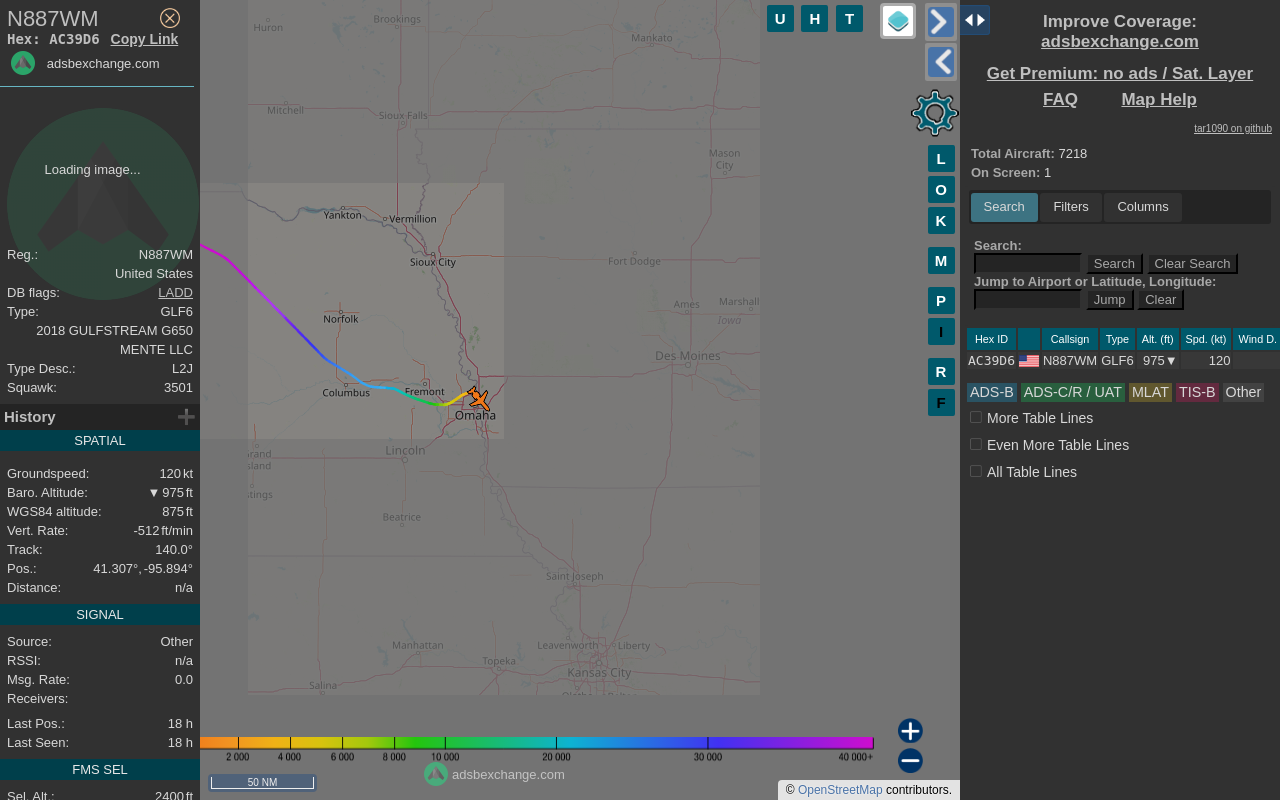 N887WM
Hex: AC39D6 Copy Link
adsbexchange.com
Loading image...
Reg.: N887WM
United States
DB flags: LADD
Type: GLF6
2018 GULFSTREAM G650
MENTE LLC
Type Desc.: L2J
Squawk: 3501
History
SPATIAL
Groundspeed: 120 kt
Baro. Altitude: ▼ 975 ft
WGS84 altitude: 875 ft
Vert. Rate: -512 ft/min
Track: 140.0°
Pos.: 41.307°, -95.894°
Distance: n/a
SIGNAL
Source: Other
RSSI: n/a
Msg. Rate: 0.0
Receivers:
Last Pos.: 18 h
Last Seen: 18 h
FMS SEL
Sel. Alt.: 2400 ft
Huron
Brookings
Mankato
Mitchell
Sioux Falls
Mason
City
Yankton
Vermillion
Sioux City
Fort Dodge
Norfolk
Ames
Marshall
Iowa
Des Moines
Columbus
Fremont
Omaha
Lincoln
Beatrice
Saint Joseph
Manhattan
Leavenworth
Liberty
Topeka
Kansas City
Salina
U H T
L
O
K
M
P
I
R
F
2 000 4 000 6 000 8 000 10 000 20 000 30 000 40 000+
adsbexchange.com
50 NM
© OpenStreetMap contributors.
Improve Coverage:
adsbexchange.com
Get Premium: no ads / Sat. Layer
FAQ Map Help
tar1090 on github
Total Aircraft: 7218
On Screen: 1
Search Filters Columns
Search:
Search Clear Search
Jump to Airport or Latitude, Longitude:
Jump Clear
Hex ID Callsign Type Alt. (ft) Spd. (kt) Wind D.
AC39D6 N887WM GLF6 975▼ 120
ADS-B ADS-C/R / UAT MLAT TIS-B Other
More Table Lines
Even More Table Lines
All Table Lines